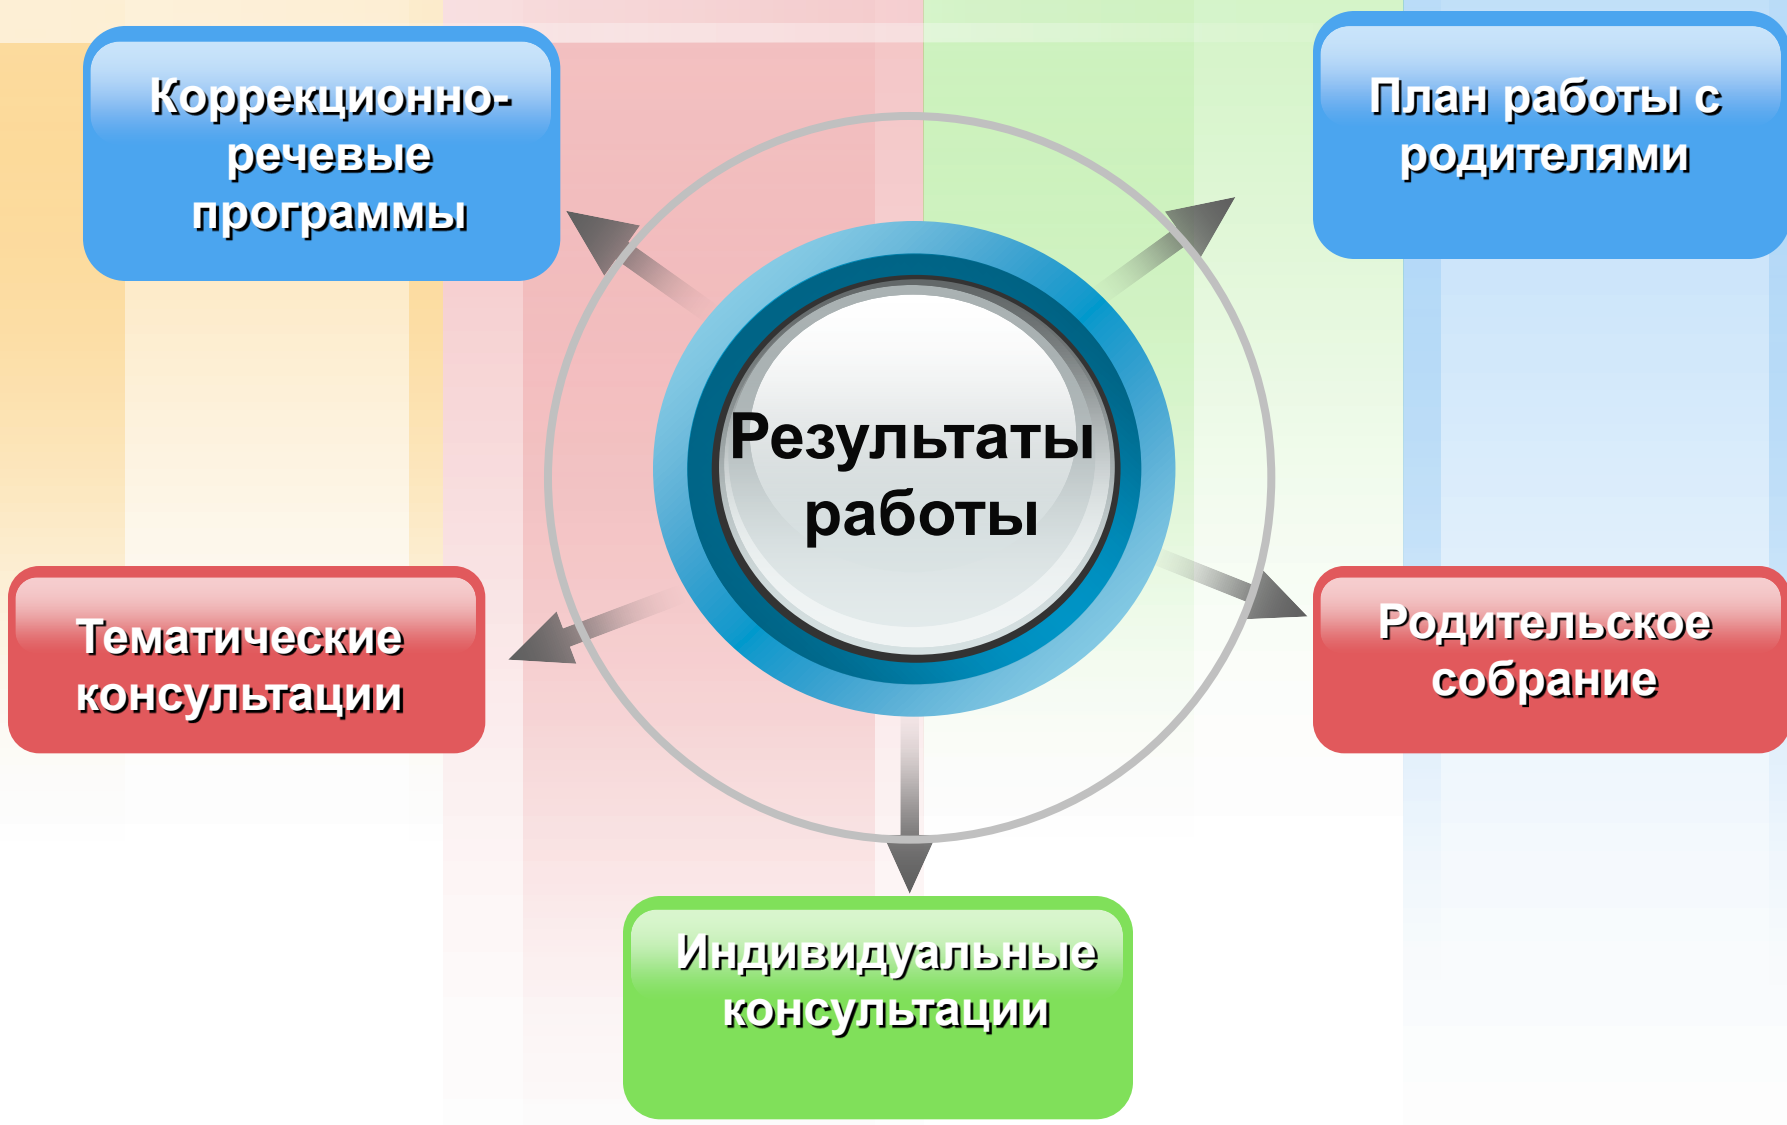 Коррекционно-
речевые
программы
План работы с
родителями
Результаты
работы
Тематические
консультации
Родительское
собрание
Индивидуальные
консультации